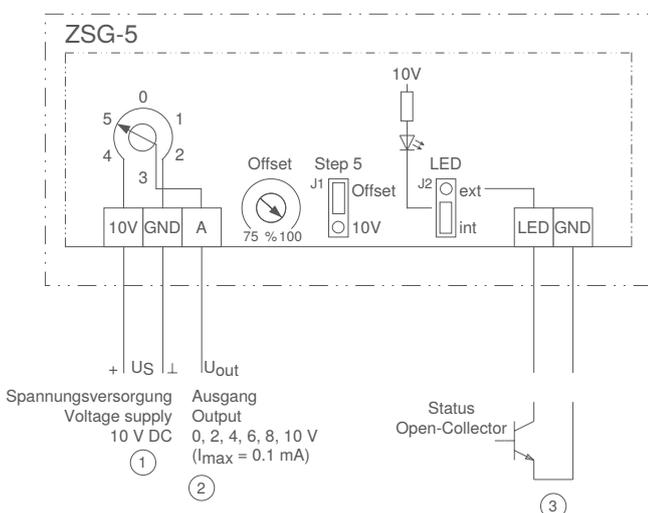 ZSG-5
10V
0
5
1
4
2
3
Offset
Step 5
LED
J1
Offset
J2
ext
10V
GND
A
75 % 100
10V
int
LED
GND
+ US ⊥
Uout
Spannungsversorgung
Voltage supply
10 V DC
1
Ausgang
Output
0, 2, 4, 6, 8, 10 V
(Imax = 0.1 mA)
2
Status
Open-Collector
3